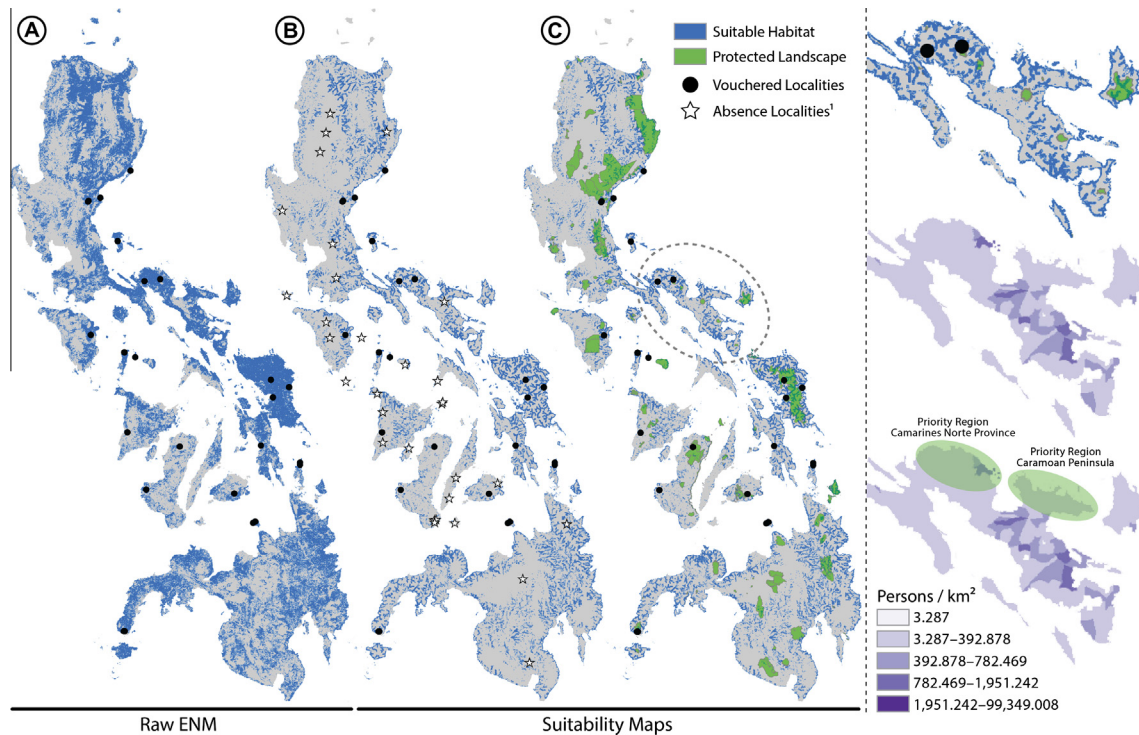 A
B
C
Suitable Habitat
Protected Landscape
Vouchered Localities
Absence Localities¹
Priority Region
Camarines Norte Province
Priority Region
Caramoan Peninsula
Persons / km²
3.287
3.287–392.878
392.878–782.469
782.469–1,951.242
1,951.242–99,349.008
Raw ENM
Suitability Maps